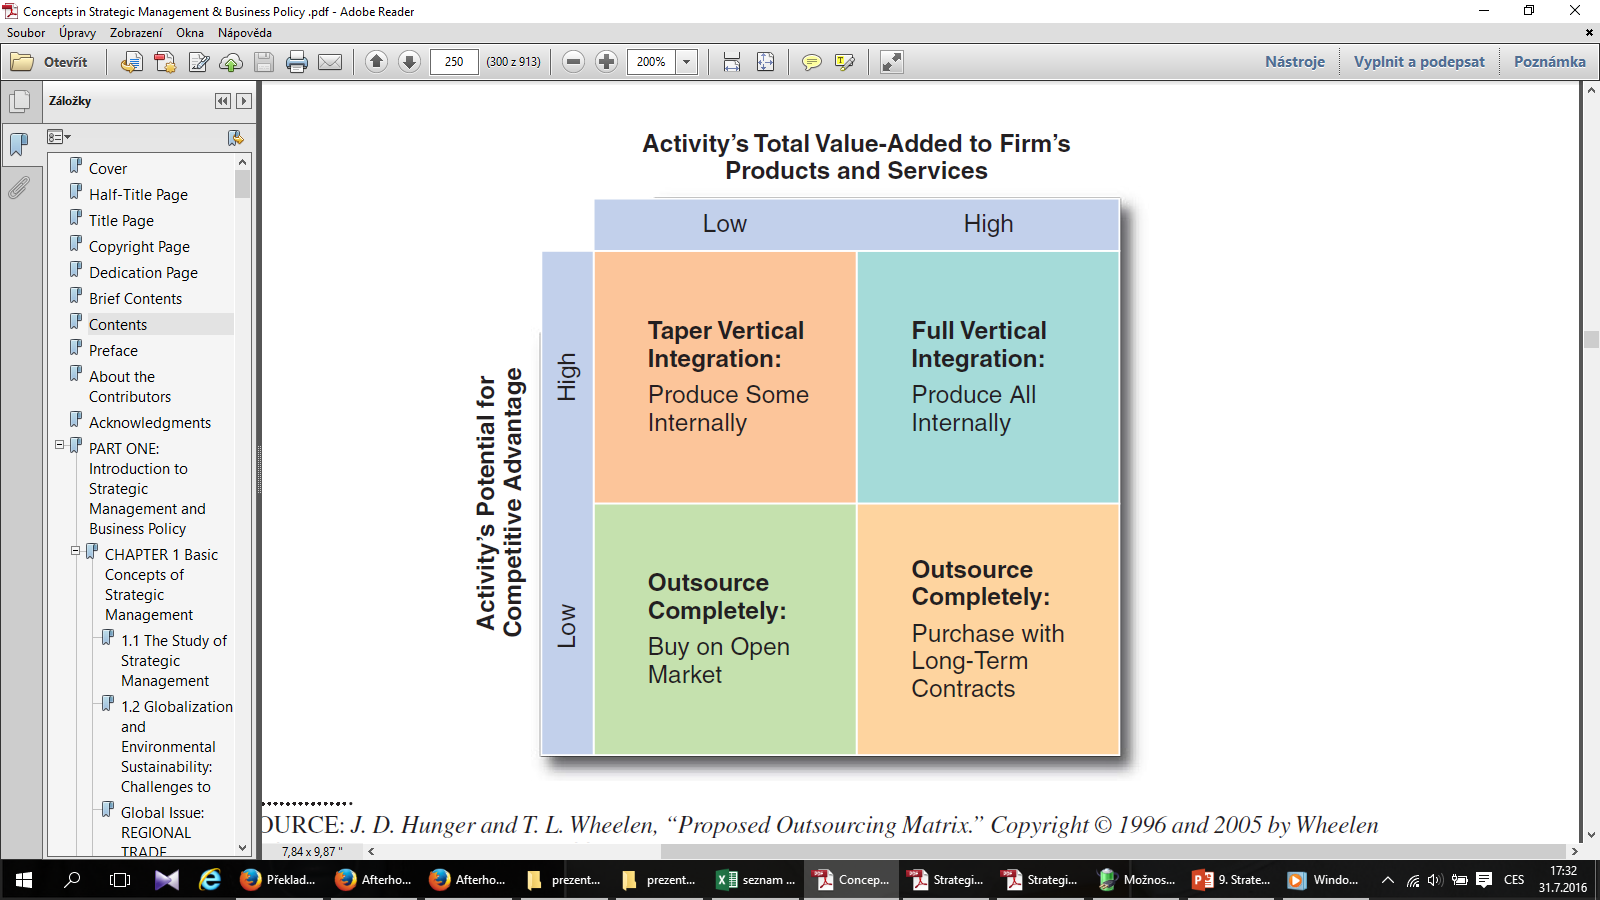 Concepts in Strategic Management & Business Policy .pdf - Adobe Reader
Soubor Úpravy Zobrazení Okna Nápověda
Otevřít 250 (300 z 913) 200% Nástroje Vyplnit a podepsat Poznámka
Záložky
Cover
Half-Title Page
Title Page
Copyright Page
Dedication Page
Brief Contents
Contents
Preface
About the
Contributors
Acknowledgments
PART ONE:
Introduction to
Strategic
Management and
Business Policy
CHAPTER 1 Basic
Concepts of
Strategic
Management
1.1 The Study of
Strategic
Management
1.2 Globalization
and
Environmental
Sustainability:
Challenges to
Global Issue:
REGIONAL
TRADE
Activity’s Total Value-Added to Firm’s
Products and Services
Low High
Activity’s Potential for
Competitive Advantage
High
Low
Taper Vertical
Integration:
Produce Some
Internally
Full Vertical
Integration:
Produce All
Internally
Outsource
Completely:
Buy on Open
Market
Outsource
Completely:
Purchase with
Long-Term
Contracts
OURCE: J. D. Hunger and T. L. Wheelen, “Proposed Outsourcing Matrix.” Copyright © 1996 and 2005 by Wheelen
7,84 x 9,87 "
Překlad... Afterho... Afterho... prezent... prezent... seznam ... Concep... Strategi... Strategi... Možnos... 9. Strate... Windo... CES 17:32
31.7.2016